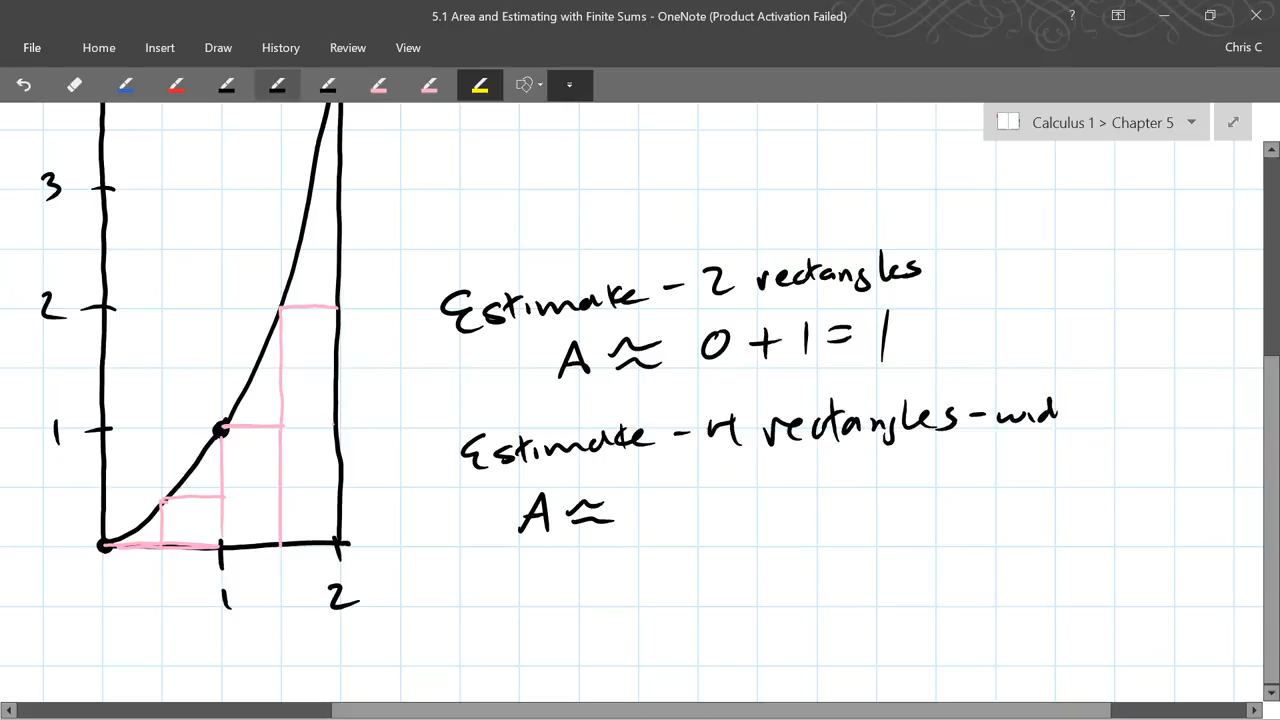 5.1 Area and Estimating with Finite Sums - OneNote (Product Activation Failed)
?
File Home Insert Draw History Review View Chris C
Calculus 1 > Chapter 5
3
2
1
1 2
Estimate - 2 rectangles
A ≈ 0 + 1 = 1
Estimate - 4 rectangles - wid
A ≈